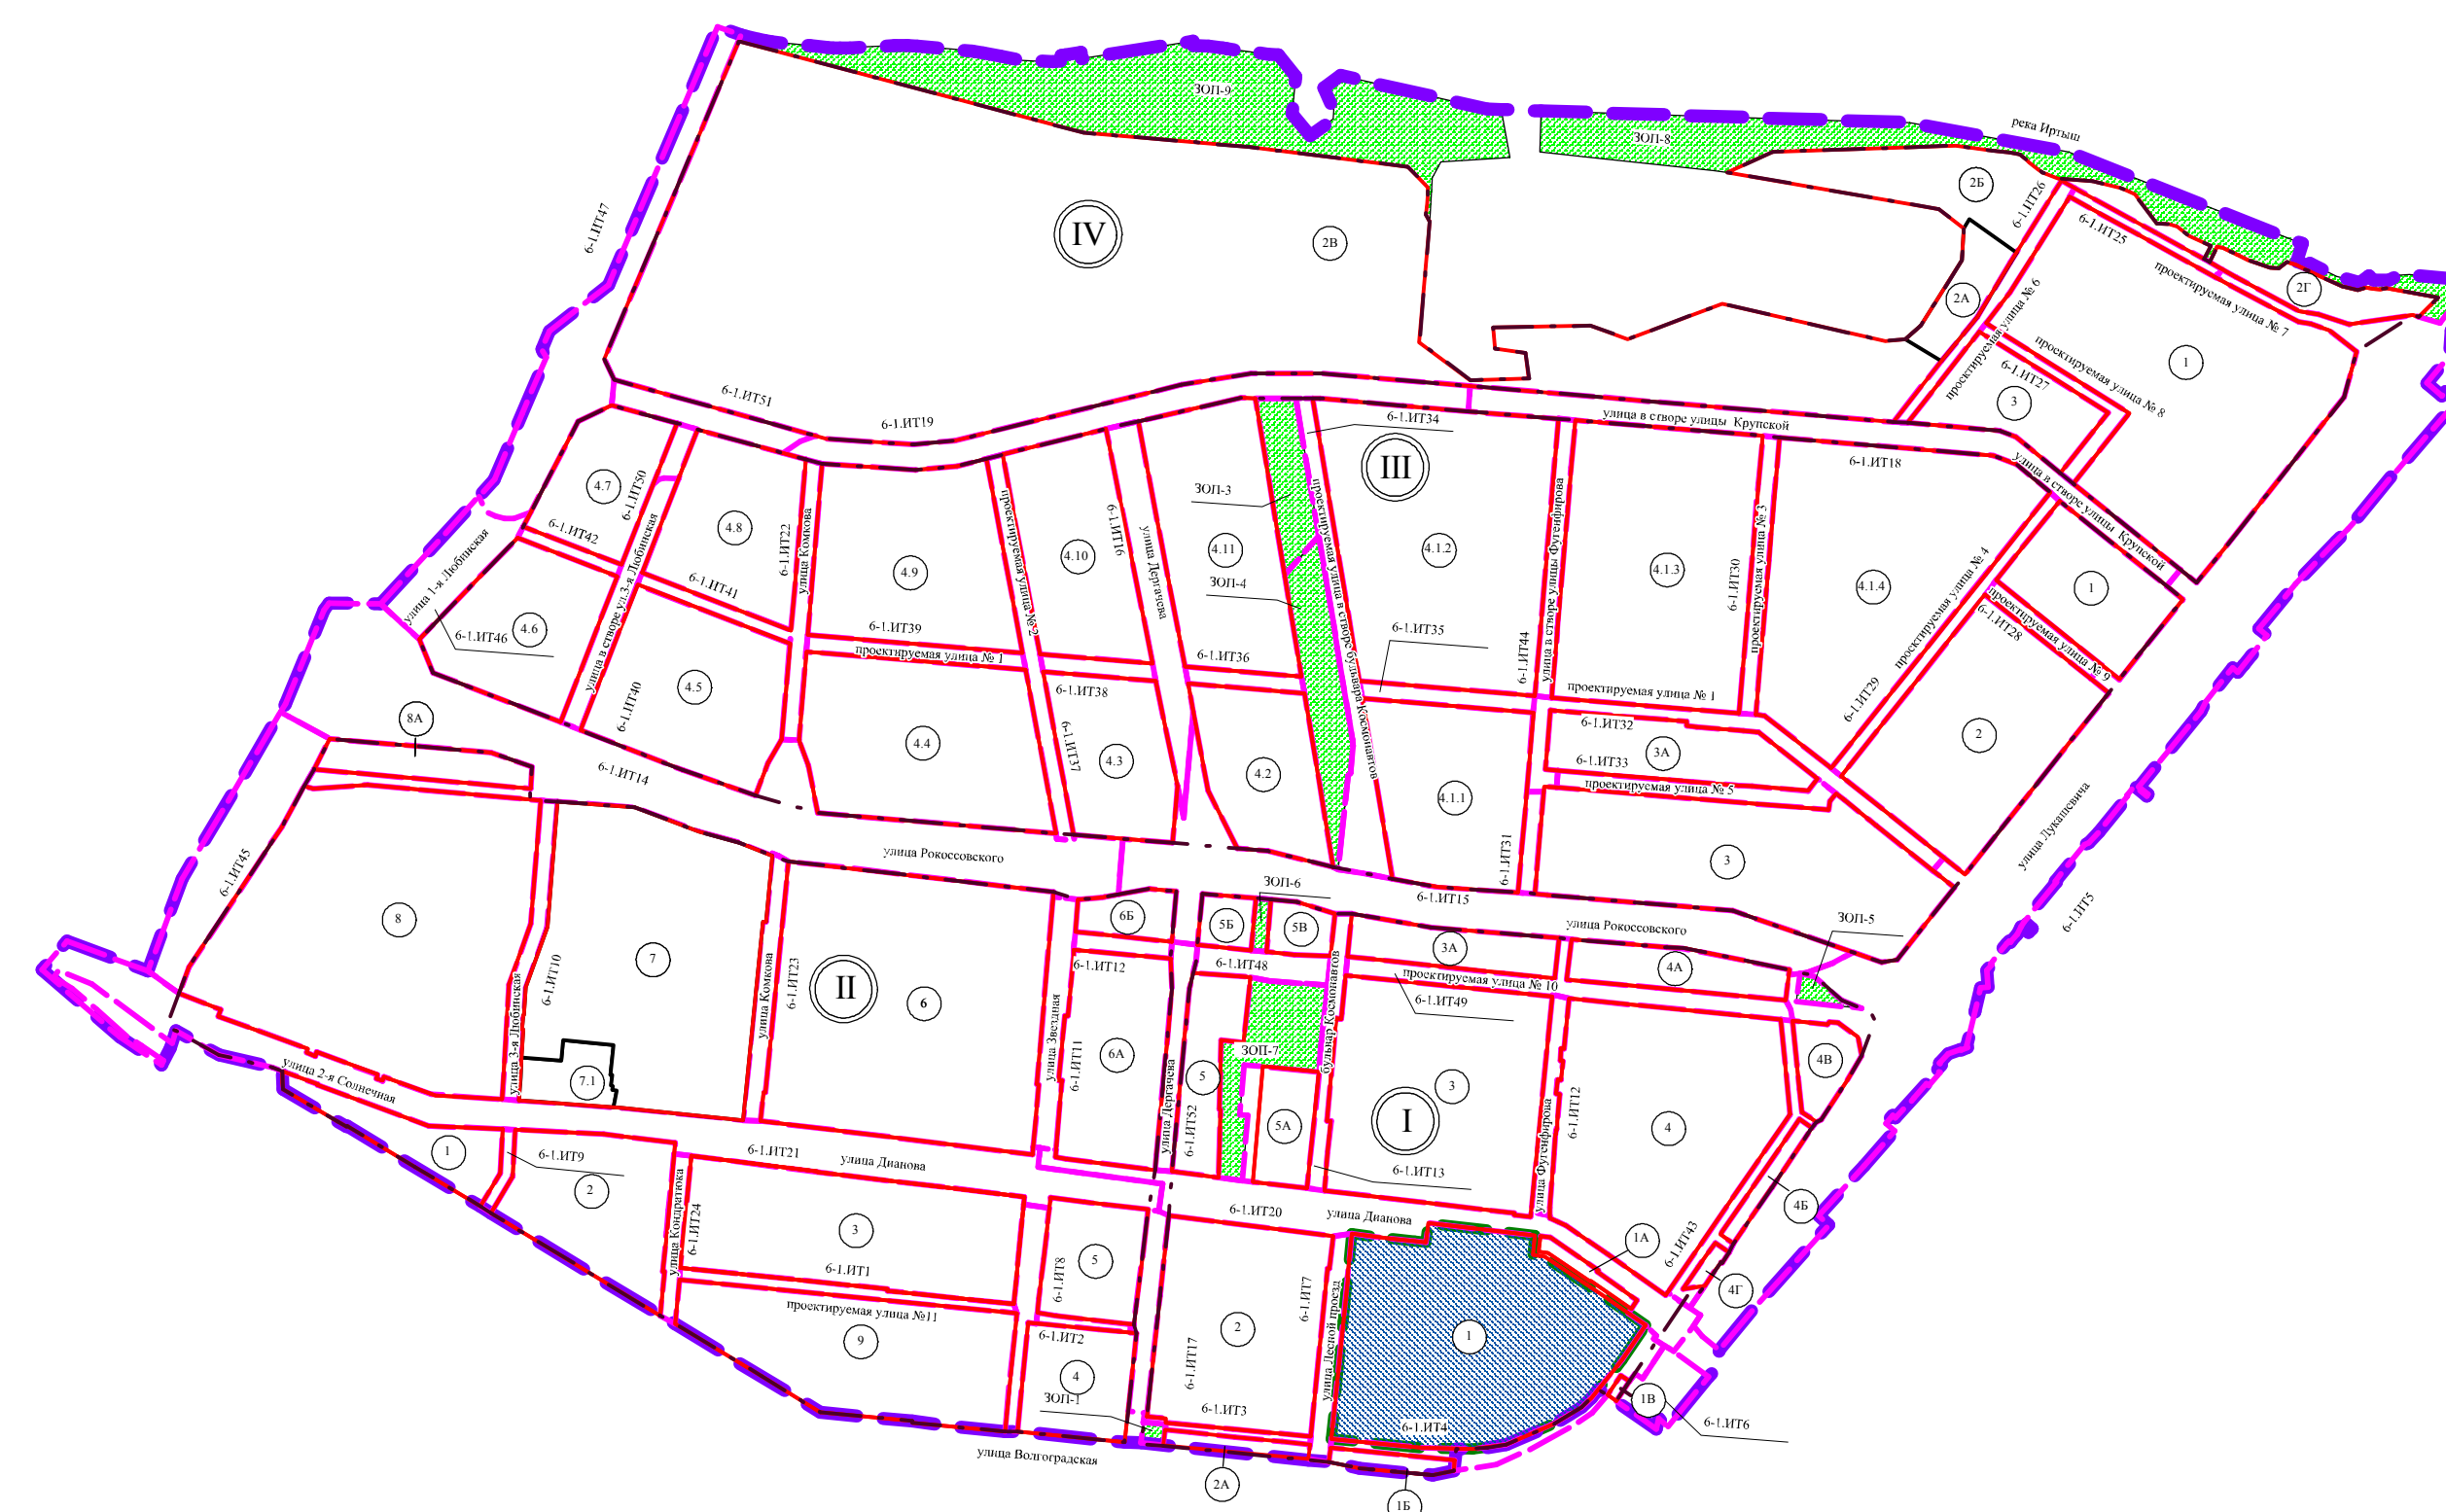 ЗОП-9
ЗОП-8
река Иртыш
2Б
6-1.ИТ26
6-1.ИТ25
проектируемая улица № 7
2Г
6-1.ИТ47
IV
2В
2А
проектируемая улица № 6
проектируемая улица № 8
6-1.ИТ27
1
3
6-1.ИТ51
6-1.ИТ19
6-1.ИТ34
улица в створе улицы Крупской
6-1.ИТ18
улица в створе улицы Крупской
III
4.7
6-1.ИТ50
6-1.ИТ42
4.8
6-1.ИТ22
улица Комкова
4.9
проектируемая улица № 2
4.10
6-1.ИТ16
улица Дергачева
ЗОП-3
4.11
ЗОП-4
проектируемая улица в створе бульвара Космонавтов
4.1.2
улица в створе улицы Фугенфирова
4.1.3
6-1.ИТ30
проектируемая улица № 3
4.1.4
проектируемая улица № 4
1
проектируемая улица № 9
6-1.ИТ28
улица 1-я Любинская
6-1.ИТ46
4.6
улица в створе ул.3-я Любинская
6-1.ИТ41
6-1.ИТ39
проектируемая улица № 1
6-1.ИТ36
6-1.ИТ35
6-1.ИТ44
6-1.ИТ40
4.5
6-1.ИТ38
проектируемая улица № 1
6-1.ИТ29
2
8А
6-1.ИТ14
4.4
6-1.ИТ37
4.3
4.2
4.1.1
6-1.ИТ32
3А
6-1.ИТ33
проектируемая улица № 5
улица Лукашевича
6-1.ИТ5
6-1.ИТ45
улица Рокоссовского
6-1.ИТ31
3
ЗОП-6
6-1.ИТ15
улица Рокоссовского
ЗОП-5
8
7
6-1.ИТ10
улица 3-я Любинская
улица Комкова
6-1.ИТ23
II
6
6Б
6-1.ИТ12
5Б
5В
6-1.ИТ48
3А
проектируемая улица № 10
6-1.ИТ49
4А
улица Звездная
6-1.ИТ11
6А
улица Дергачева
5
6-1.ИТ52
ЗОП-7
бульвар Космонавтов
5А
I
3
6-1.ИТ12
4
4В
7.1
улица 2-я Солнечная
1
6-1.ИТ9
2
6-1.ИТ21
улица Дианова
6-1.ИТ13
улица Фугенфирова
4Б
улица Кондратюка
6-1.ИТ24
3
6-1.ИТ1
6-1.ИТ8
5
6-1.ИТ20
улица Дианова
1А
6-1.ИТ43
4Г
проектируемая улица №11
9
6-1.ИТ2
4
ЗОП-1
6-1.ИТ17
2
6-1.ИТ7
улица Лесной проезд
1
6-1.ИТ3
6-1.ИТ4
1В
6-1.ИТ6
улица Волгоградская
2А
1Б